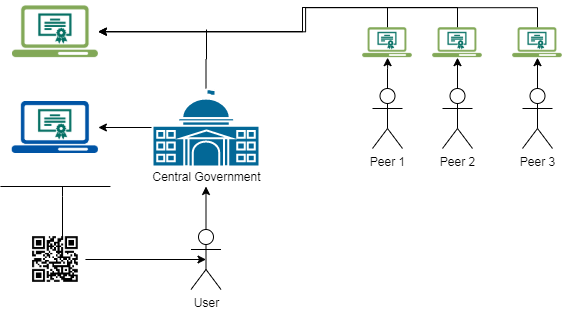 Peer 1
Peer 2
Peer 3
Central Government
User